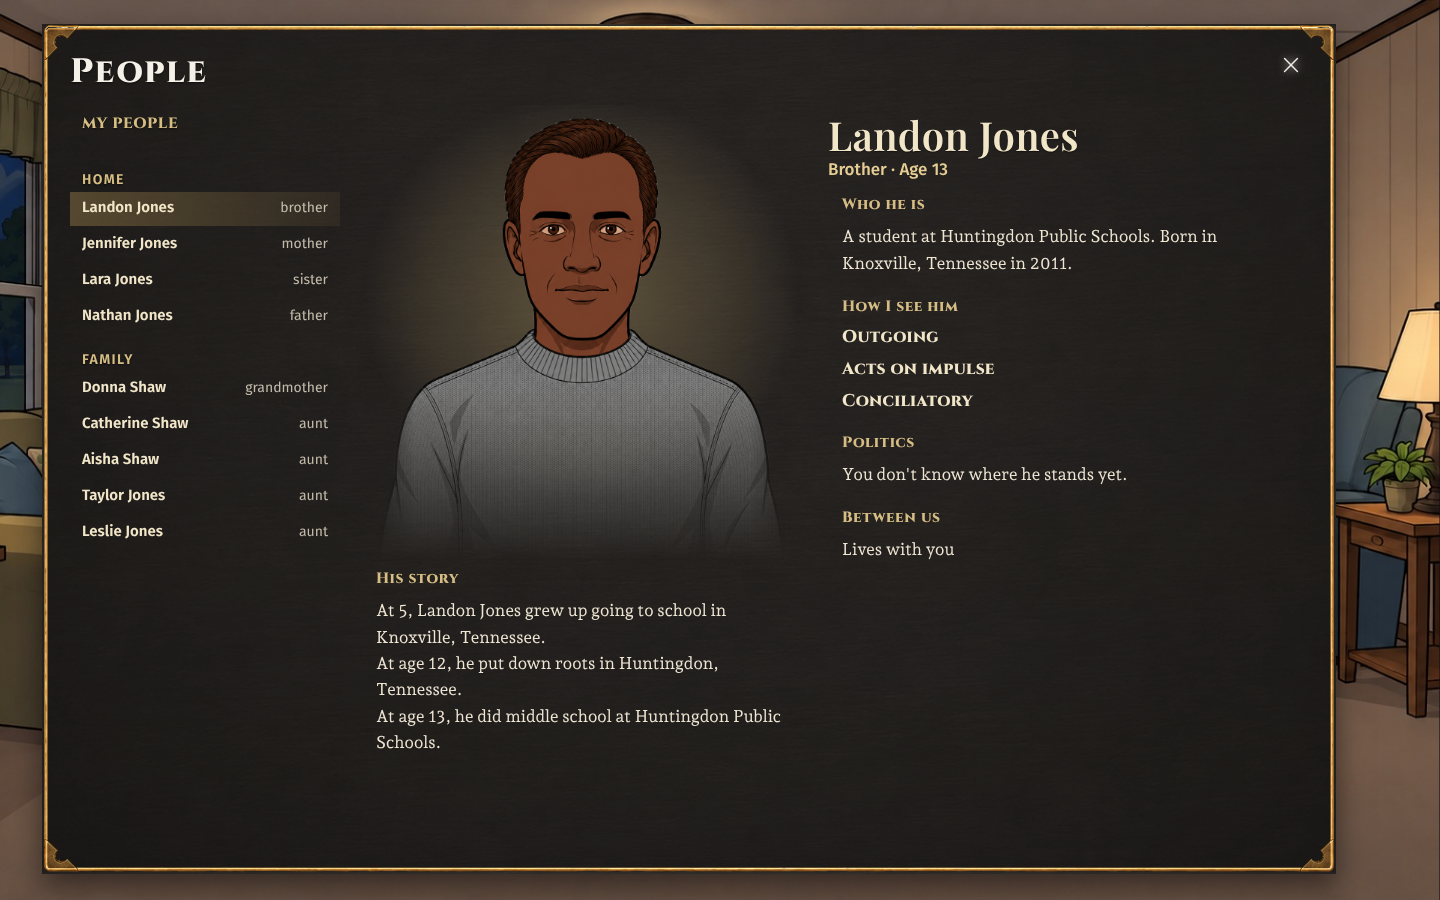 People
My People
HOME
Landon Jones brother
Jennifer Jones mother
Lara Jones sister
Nathan Jones father
FAMILY
Donna Shaw grandmother
Catherine Shaw aunt
Aisha Shaw aunt
Taylor Jones aunt
Leslie Jones aunt
His story
At 5, Landon Jones grew up going to school in
Knoxville, Tennessee.
At age 12, he put down roots in Huntingdon,
Tennessee.
At age 13, he did middle school at Huntingdon Public
Schools.
Landon Jones
Brother · Age 13
Who he is
A student at Huntingdon Public Schools. Born in
Knoxville, Tennessee in 2011.
How I see him
Outgoing
Acts on impulse
Conciliatory
Politics
You don't know where he stands yet.
Between us
Lives with you